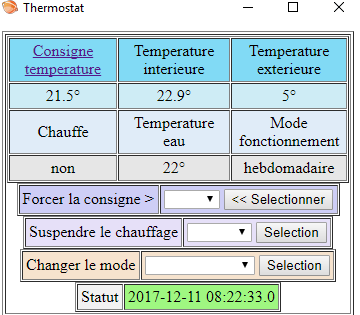 Thermostat
Consigne temperature
Temperature interieure
Temperature exterieure
21.5°
22.9°
5°
Chauffe
Temperature eau
Mode fonctionnement
non
22°
hebdomadaire
Forcer la consigne >
<< Selectionner
Suspendre le chauffage
Selection
Changer le mode
Selection
Statut
2017-12-11 08:22:33.0